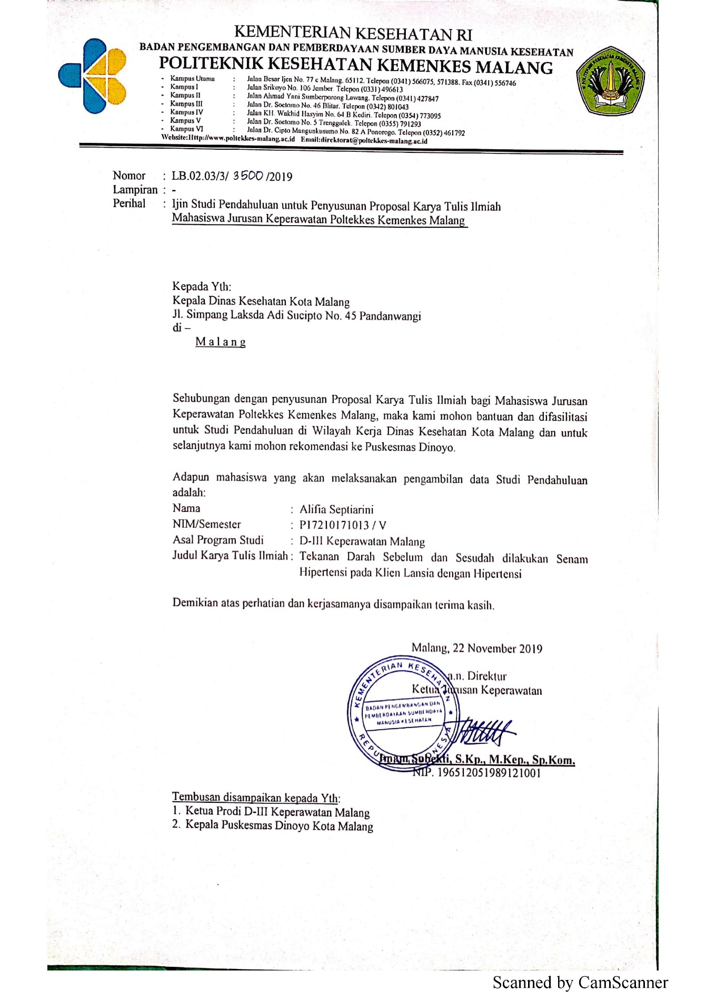 KEMENTERIAN KESEHATAN RI
BADAN PENGEMBANGAN DAN PEMBERDAYAAN SUMBER DAYA MANUSIA KESEHATAN
POLITEKNIK KESEHATAN KEMENKES MALANG
- Kampus Utama : Jalan Besar Ijen No. 77 c Malang. 65112. Telepon (0341) 566075, 571388. Fax (0341) 556746
- Kampus I : Jalan Srikoyo No. 106 Jember. Telepon (0331) 496613
- Kampus II : Jalan Ahmad Yani Sumberporong Lawang. Telepon (0341) 427847
- Kampus III : Jalan Dr. Soetomo No. 46 Blitar. Telepon (0342) 801043
- Kampus IV : Jalan KH. Wakhid Hasyim No. 64 B Kediri. Telepon (0354) 773095
- Kampus V : Jalan Dr. Soetomo No. 5 Trenggalek. Telepon (0355) 791293
- Kampus VI : Jalan Dr. Cipto Mangunkusumo No. 82 A Ponorogo. Telepon (0352) 461792
Website:Http://www.poltekkes-malang.ac.id Email:direktorat@poltekkes-malang.ac.id
POLITEKNIK KESEHATAN KEMENKES MALANG
Nomor : LB.02.03/3/ 3500 /2019
Lampiran : -
Perihal : Ijin Studi Pendahuluan untuk Penyusunan Proposal Karya Tulis Ilmiah
Mahasiswa Jurusan Keperawatan Poltekkes Kemenkes Malang
Kepada Yth:
Kepala Dinas Kesehatan Kota Malang
Jl. Simpang Laksda Adi Sucipto No. 45 Pandanwangi
di –
M a l a n g
Sehubungan dengan penyusunan Proposal Karya Tulis Ilmiah bagi Mahasiswa Jurusan
Keperawatan Poltekkes Kemenkes Malang, maka kami mohon bantuan dan difasilitasi
untuk Studi Pendahuluan di Wilayah Kerja Dinas Kesehatan Kota Malang dan untuk
selanjutnya kami mohon rekomendasi ke Puskesmas Dinoyo.
Adapun mahasiswa yang akan melaksanakan pengambilan data Studi Pendahuluan
adalah:
Nama : Alifia Septiarini
NIM/Semester : P17210171013 / V
Asal Program Studi : D-III Keperawatan Malang
Judul Karya Tulis Ilmiah : Tekanan Darah Sebelum dan Sesudah dilakukan Senam
Hipertensi pada Klien Lansia dengan Hipertensi
Demikian atas perhatian dan kerjasamanya disampaikan terima kasih.
Malang, 22 November 2019
a.n. Direktur
Ketua Jurusan Keperawatan
KEMENTERIAN KESEHATAN
BADAN PENGEMBANGAN DAN
PEMBERDAYAAN SUMBERDAYA
MANUSIA KESEHATAN
Imam Subekti, S.Kp., M.Kep., Sp.Kom.
NIP. 196512051989121001
Tembusan disampaikan kepada Yth:
1. Ketua Prodi D-III Keperawatan Malang
2. Kepala Puskesmas Dinoyo Kota Malang
Scanned by CamScanner